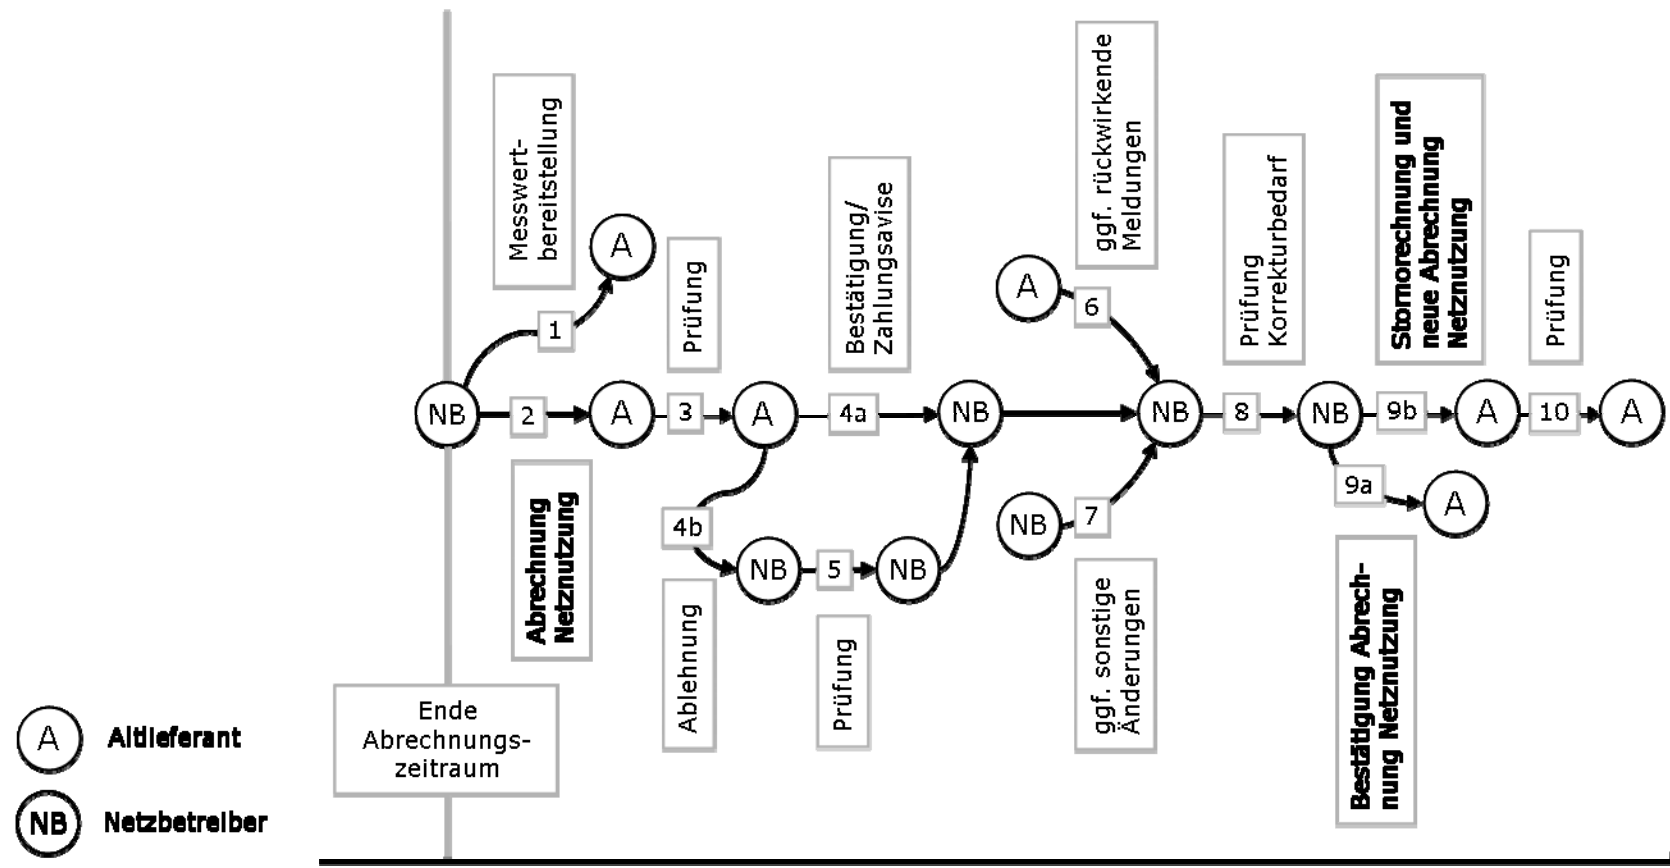 Messwert-
bereitstellung
A
1
Prüfung
Bestätigung/
Zahlungsavise
ggf. rückwirkende
Meldungen
A
6
Prüfung
Korrekturbedarf
Stornorechnung und
neue Abrechnung
Netznutzung
Prüfung
NB
2
A
3
A
4a
NB
NB
8
NB
9b
A
10
A
Abrechnung
Netznutzung
4b
NB
5
NB
Ablehnung
Prüfung
NB
7
ggf. sonstige
Änderungen
9a
A
Bestätigung Abrech-
nung Netznutzung
Ende
Abrechnungs-
zeitraum
A
Altlieferant
NB
Netzbetreiber